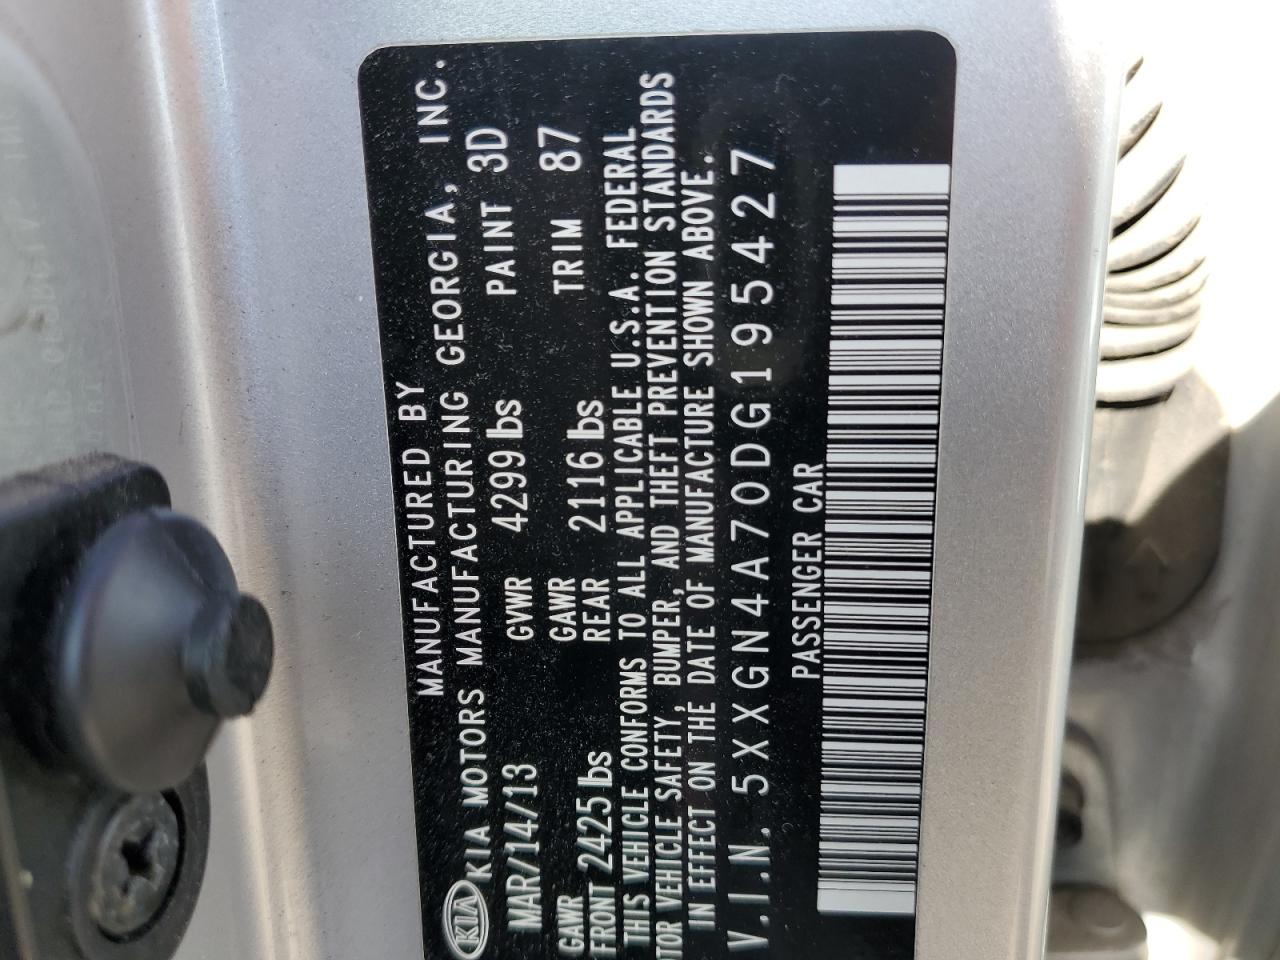 MANUFACTURED BY
KIA KIA MOTORS MANUFACTURING GEORGIA, INC.
MAR/14/13 GVWR 4299 lbs PAINT 3D
GAWR FRONT 2425 lbs GAWR REAR 2116 lbs TRIM 87
THIS VEHICLE CONFORMS TO ALL APPLICABLE U.S.A. FEDERAL
OTOR VEHICLE SAFETY, BUMPER, AND THEFT PREVENTION STANDARDS
IN EFFECT ON THE DATE OF MANUFACTURE SHOWN ABOVE.
V.I.N. 5XXGN4A70DG195427
PASSENGER CAR